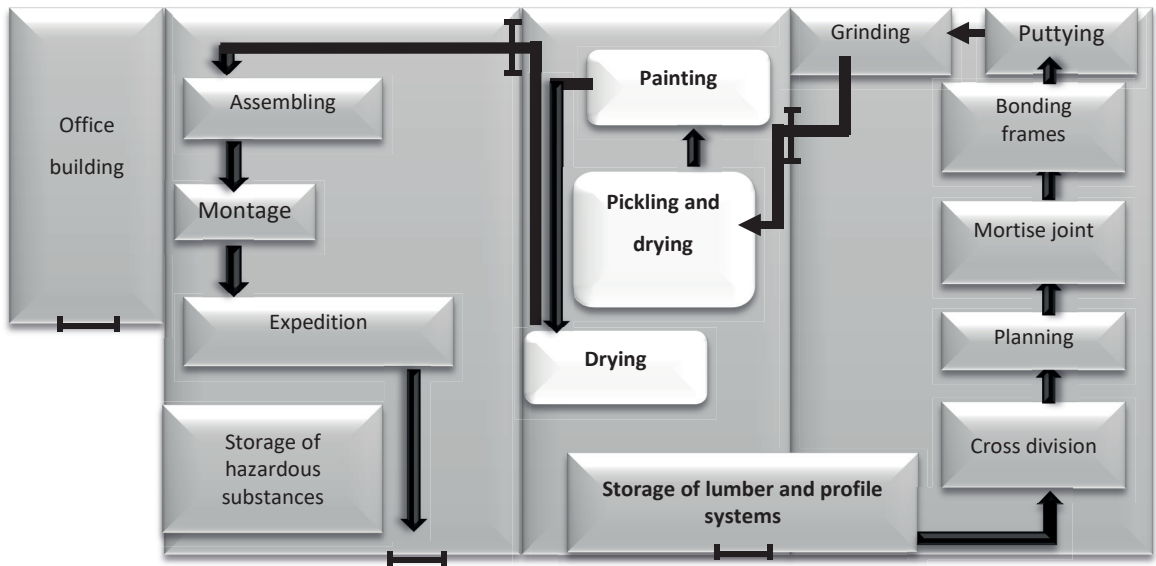 Office
building
Assembling
Montage
Expedition
Storage of
hazardous
substances
Painting
Pickling and
drying
Drying
Storage of lumber and profile
systems
Grinding
Puttying
Bonding
frames
Mortise joint
Planning
Cross division